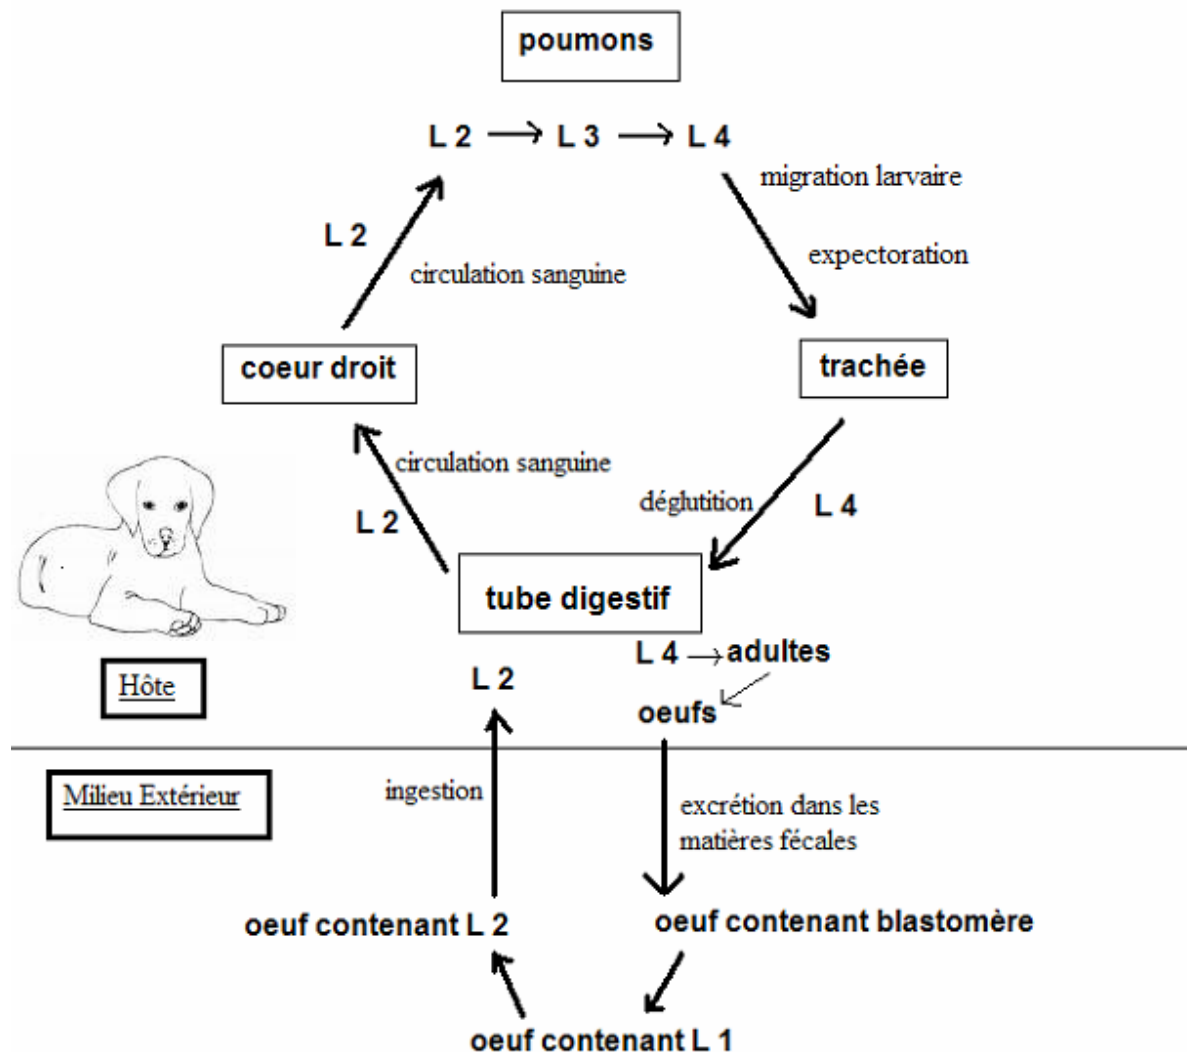 poumons
L 2 → L 3 → L 4
migration larvaire
L 2
expectoration
circulation sanguine
coeur droit
trachée
circulation sanguine
L 2
déglutition
L 4
tube digestif
L 4 → adultes
L 2
Hôte
oeufs
ingestion
Milieu Extérieur
excrétion dans les
matières fécales
oeuf contenant L 2
oeuf contenant blastomère
oeuf contenant L 1